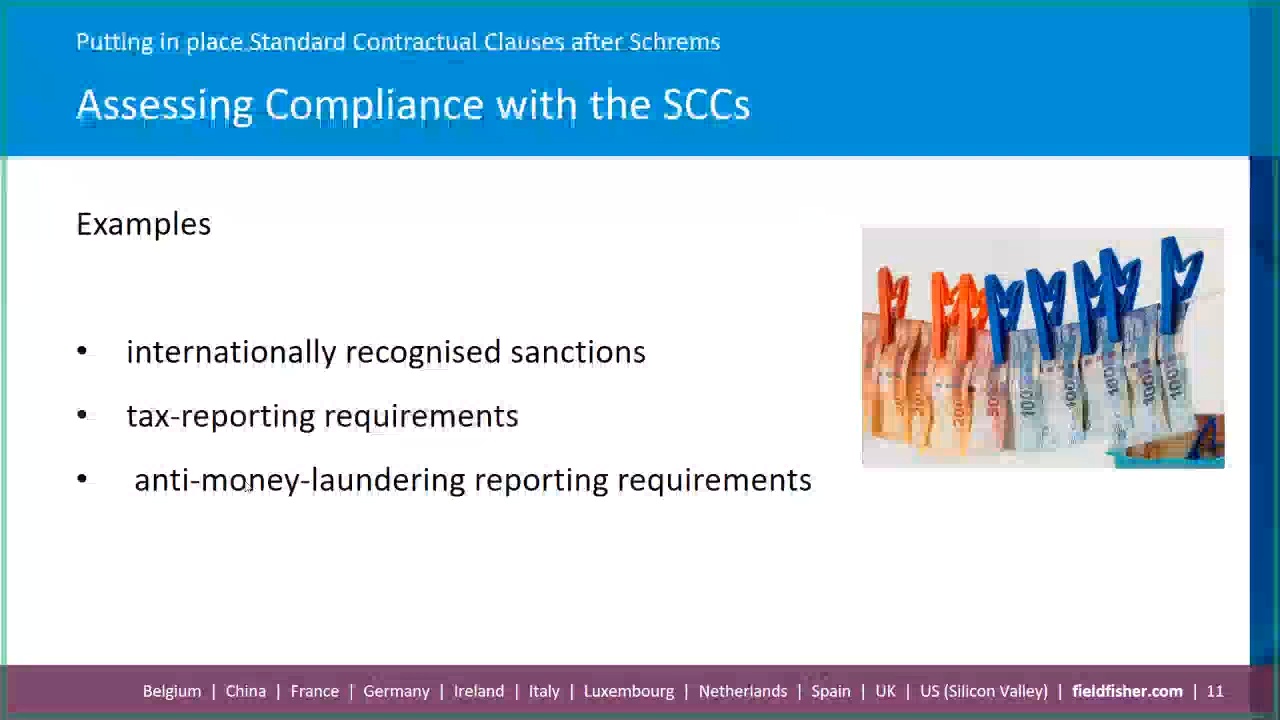 Putting in place Standard Contractual Clauses after Schrems
Assessing Compliance with the SCCs
Examples
• internationally recognised sanctions
• tax-reporting requirements
• anti-money-laundering reporting requirements
Belgium | China | France | Germany | Ireland | Italy | Luxembourg | Netherlands | Spain | UK | US (Silicon Valley) | fieldfisher.com | 11